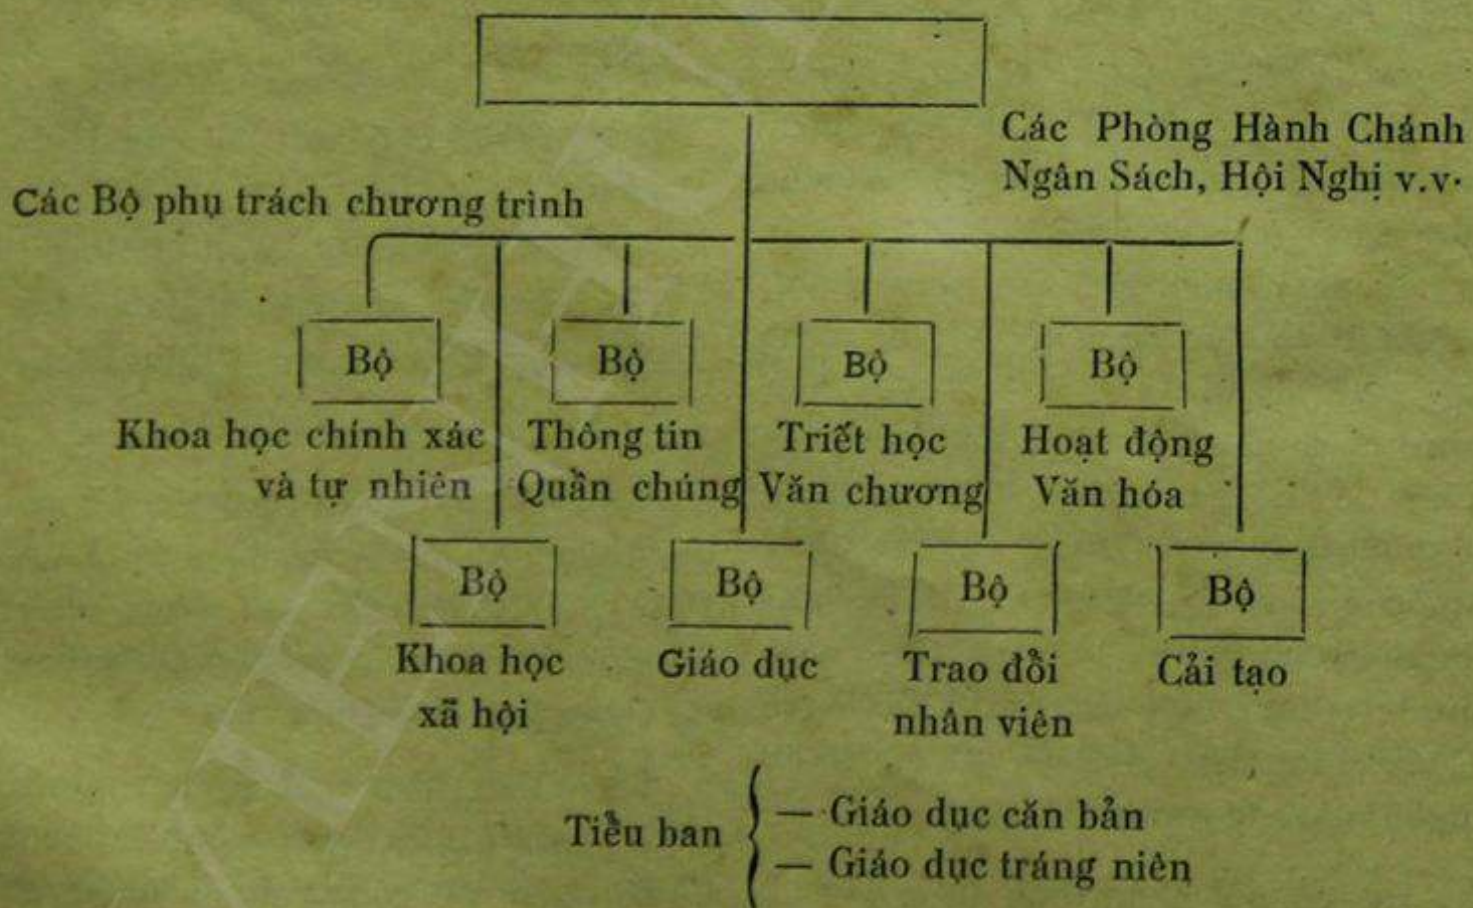 Các Phòng Hành Chánh
Ngân Sách, Hội Nghị v.v.
Các Bộ phụ trách chương trình
Bộ
Bộ
Bộ
Bộ
Khoa học chính xác
và tự nhiên
Thông tin
Quần chúng
Triết học
Văn chương
Hoạt động
Văn hóa
Bộ
Bộ
Bộ
Bộ
Khoa học
xã hội
Giáo dục
Trao đổi
nhân viên
Cải tạo
Tiểu ban
— Giáo dục căn bản
— Giáo dục tráng niên